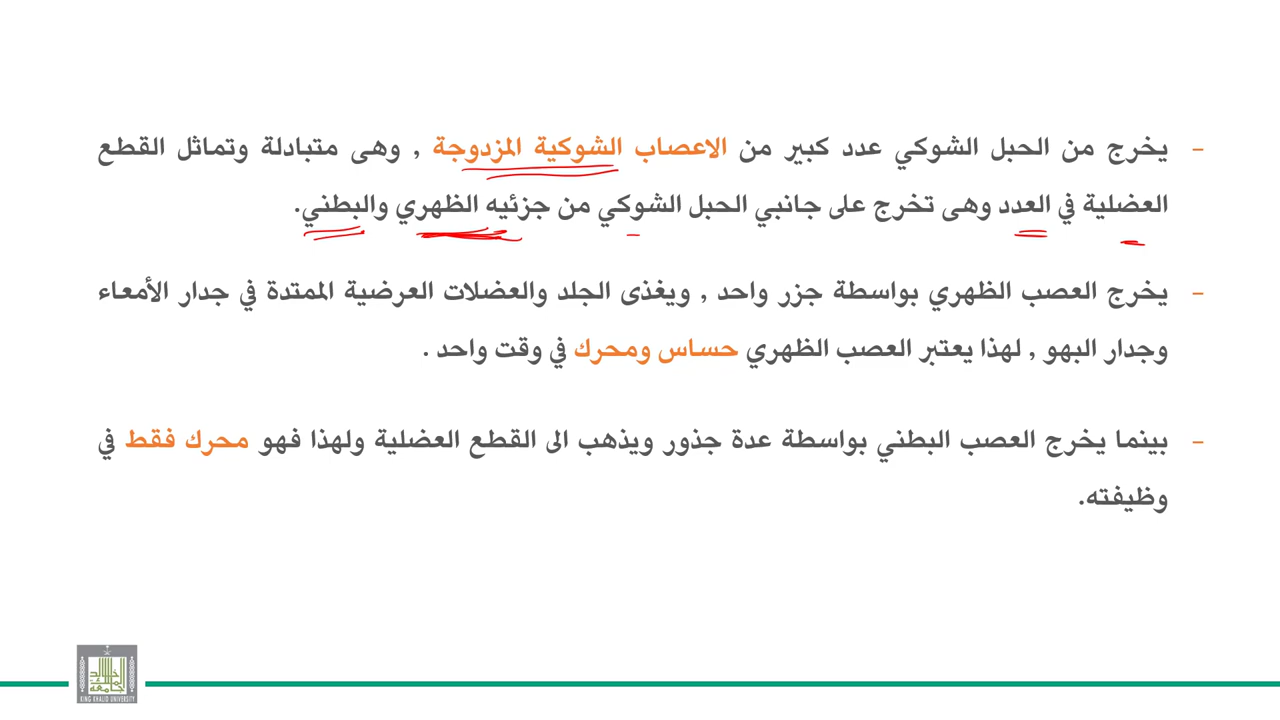 - يخرج من الحبل الشوكي عدد كبير من الاعصاب الشوكية المزدوجة , وهى متبادلة وتماثل القطع
العضلية في العدد وهى تخرج على جانبي الحبل الشوكي من جزئيه الظهري والبطني.
- يخرج العصب الظهري بواسطة جزر واحد , ويغذى الجلد والعضلات العرضية الممتدة في جدار الأمعاء
وجدار البهو , لهذا يعتبر العصب الظهري حساس ومحرك في وقت واحد .
- بينما يخرج العصب البطني بواسطة عدة جذور ويذهب الى القطع العضلية ولهذا فهو محرك فقط في
وظيفته.
KING KHALID UNIVERSITY